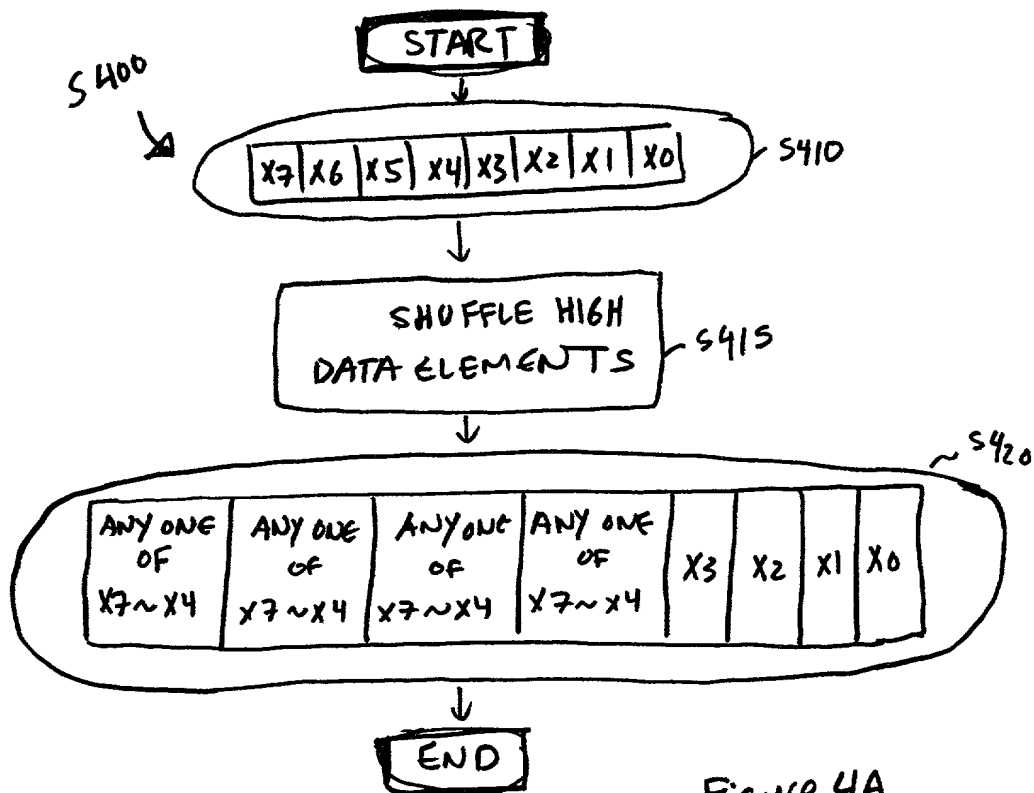 START
S400
X7 X6 X5 X4 X3 X2 X1 X0
S410
SHUFFLE HIGH
DATA ELEMENTS
S415
S420
ANY ONE OF X7~X4 ANY ONE OF X7~X4 ANY ONE OF X7~X4 ANY ONE OF X7~X4 X3 X2 X1 X0
END
Figure 4A